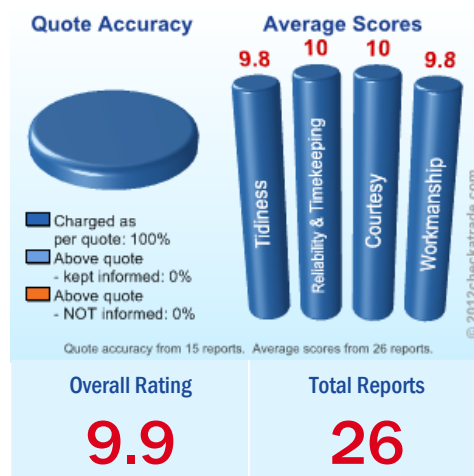 Quote Accuracy
Average Scores
9.8
10
10
9.8
Tidiness
Reliability & Timekeeping
Courtesy
Workmanship
Charged as
per quote: 100%
Above quote
- kept informed: 0%
Above quote
- NOT informed: 0%
© 2012checkatrade.com
Quote accuracy from 15 reports. Average scores from 26 reports.
Overall Rating
Total Reports
9.9
26